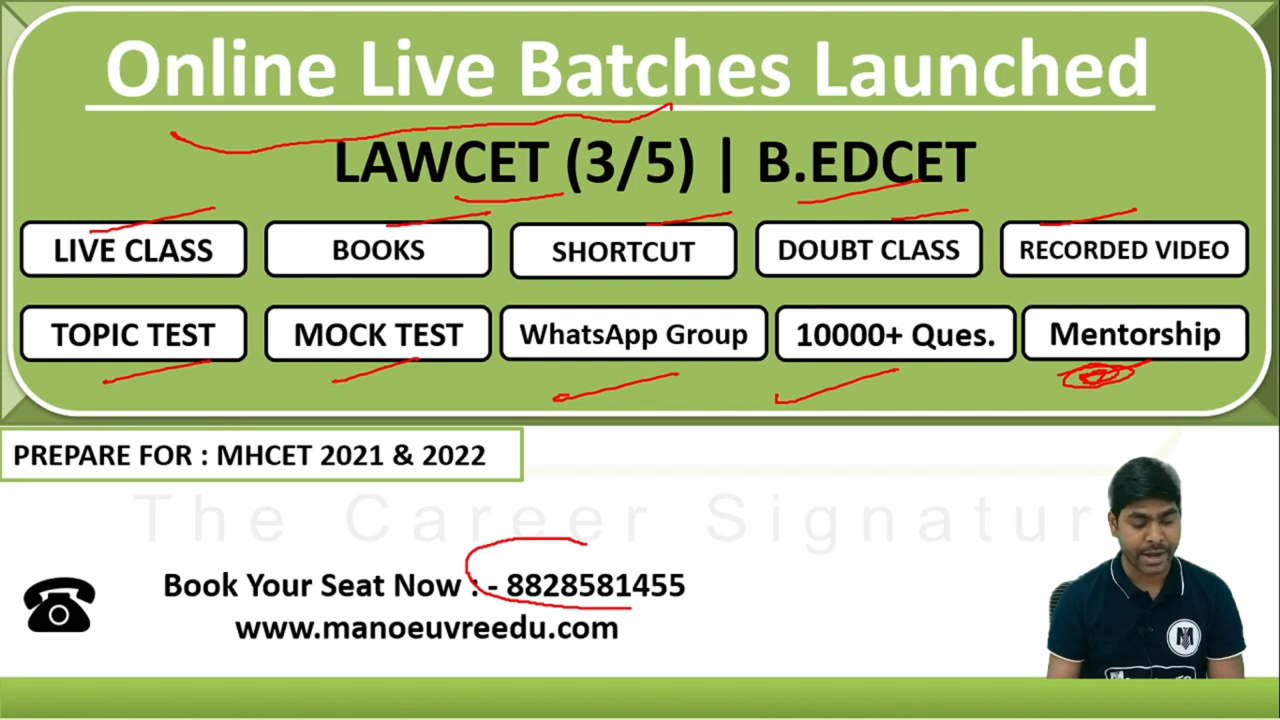 Online Live Batches Launched
LAWCET (3/5) | B.EDCET
LIVE CLASS BOOKS SHORTCUT DOUBT CLASS RECORDED VIDEO
TOPIC TEST MOCK TEST WhatsApp Group 10000+ Ques. Mentorship
PREPARE FOR : MHCET 2021 & 2022
The Career Signatur
Book Your Seat Now : - 8828581455
www.manoeuvreedu.com
M